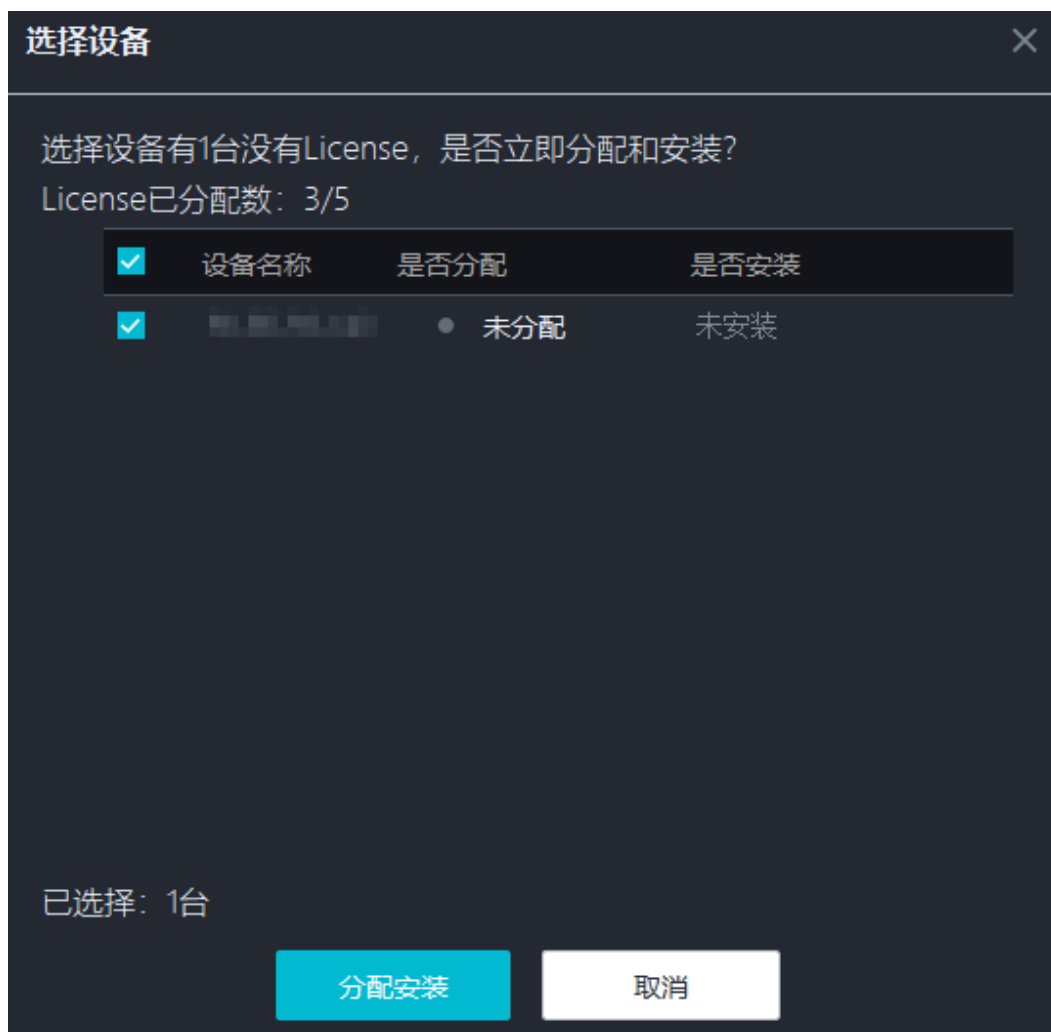 选择设备
选择设备有1台没有License，是否立即分配和安装?
License已分配数：3/5
设备名称 是否分配 是否安装
未分配 未安装
已选择：1台
分配安装 取消